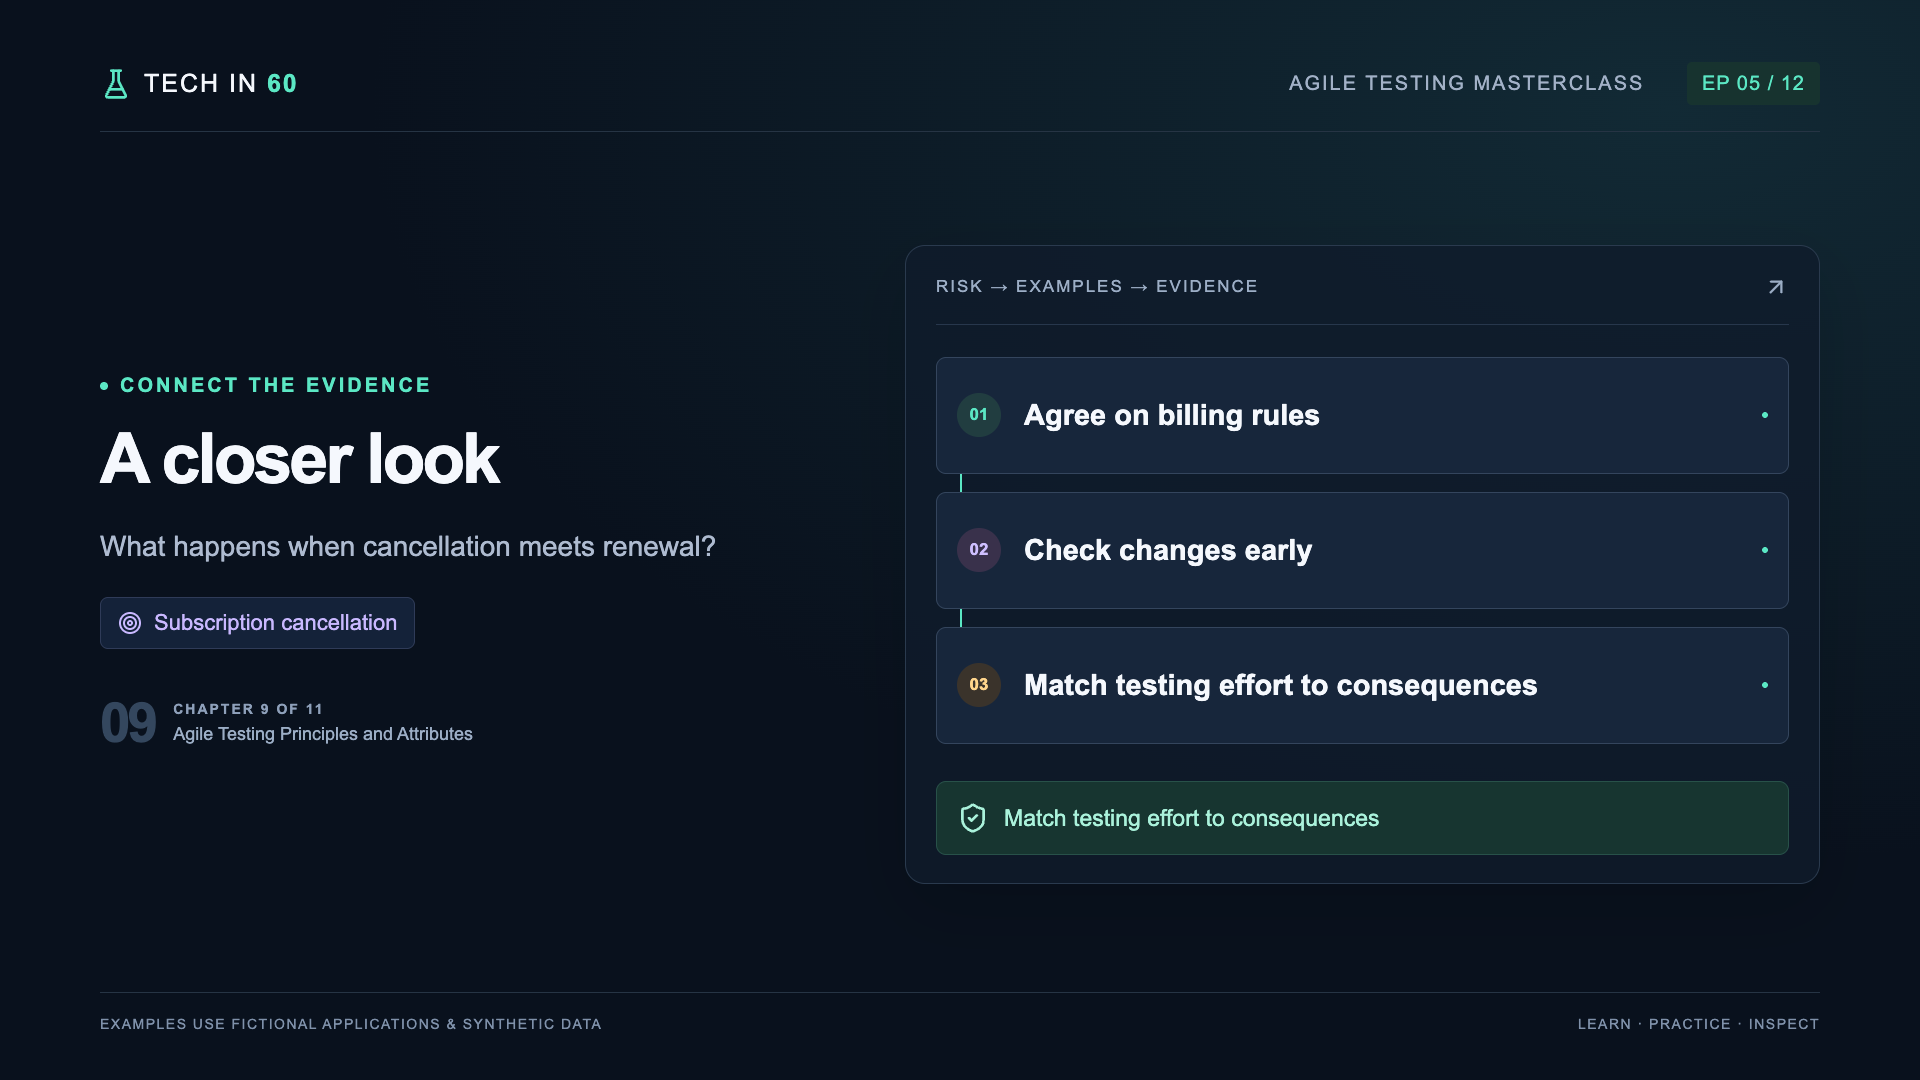 TECH IN 60
AGILE TESTING MASTERCLASS
EP 05 / 12
• CONNECT THE EVIDENCE
A closer look
What happens when cancellation meets renewal?
Subscription cancellation
09
CHAPTER 9 OF 11
Agile Testing Principles and Attributes
RISK → EXAMPLES → EVIDENCE
01 Agree on billing rules
02 Check changes early
03 Match testing effort to consequences
Match testing effort to consequences
EXAMPLES USE FICTIONAL APPLICATIONS & SYNTHETIC DATA
LEARN · PRACTICE · INSPECT